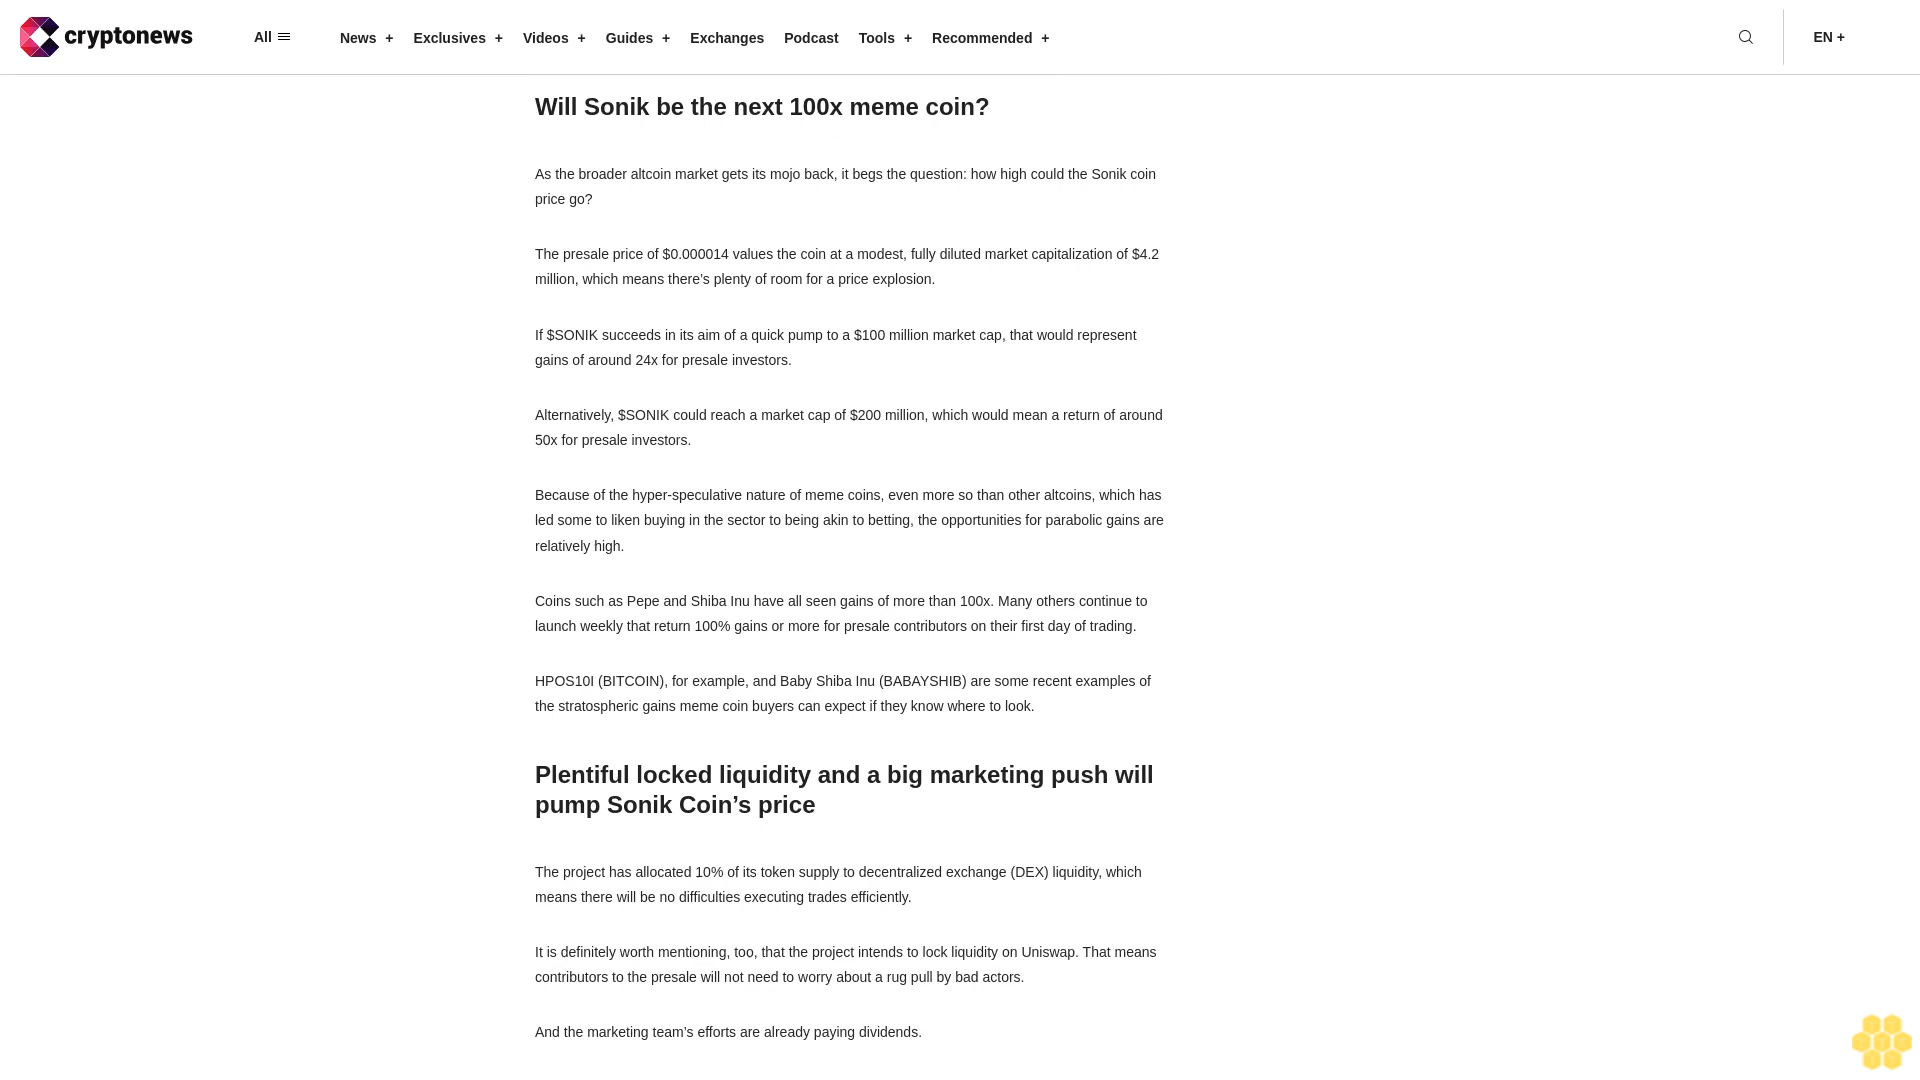 cryptonews
All
News +
Exclusives +
Videos +
Guides +
Exchanges
Podcast
Tools +
Recommended +
EN +
Will Sonik be the next 100x meme coin?
As the broader altcoin market gets its mojo back, it begs the question: how high could the Sonik coin
price go?
The presale price of $0.000014 values the coin at a modest, fully diluted market capitalization of $4.2
million, which means there’s plenty of room for a price explosion.
If $SONIK succeeds in its aim of a quick pump to a $100 million market cap, that would represent
gains of around 24x for presale investors.
Alternatively, $SONIK could reach a market cap of $200 million, which would mean a return of around
50x for presale investors.
Because of the hyper-speculative nature of meme coins, even more so than other altcoins, which has
led some to liken buying in the sector to being akin to betting, the opportunities for parabolic gains are
relatively high.
Coins such as Pepe and Shiba Inu have all seen gains of more than 100x. Many others continue to
launch weekly that return 100% gains or more for presale contributors on their first day of trading.
HPOS10I (BITCOIN), for example, and Baby Shiba Inu (BABAYSHIB) are some recent examples of
the stratospheric gains meme coin buyers can expect if they know where to look.
Plentiful locked liquidity and a big marketing push will
pump Sonik Coin’s price
The project has allocated 10% of its token supply to decentralized exchange (DEX) liquidity, which
means there will be no difficulties executing trades efficiently.
It is definitely worth mentioning, too, that the project intends to lock liquidity on Uniswap. That means
contributors to the presale will not need to worry about a rug pull by bad actors.
And the marketing team’s efforts are already paying dividends.